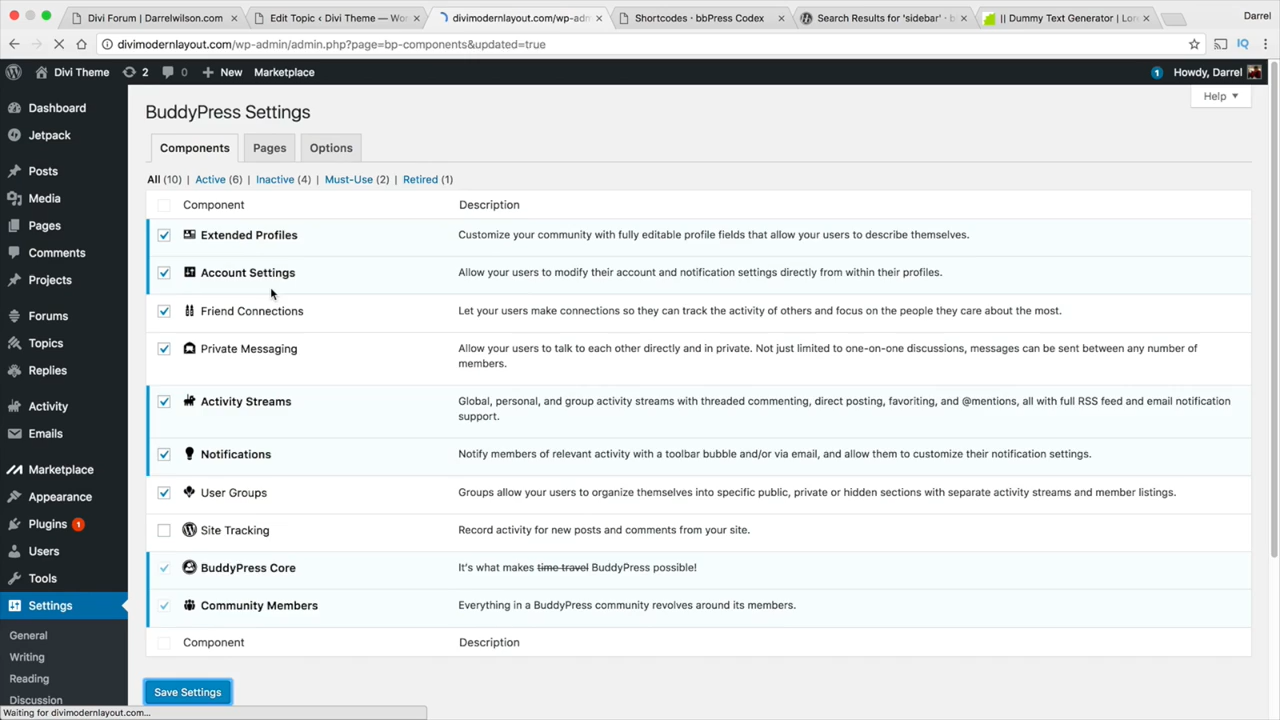 Divi Forum | Darrelwilson.com
Edit Topic ‹ Divi Theme — Wo
divimodernlayout.com/wp-adm
Shortcodes · bbPress Codex
Search Results for 'sidebar' ·
|| Dummy Text Generator | Lor
Darrel
divimodernlayout.com/wp-admin/admin.php?page=bp-components&updated=true
Divi Theme 2 0 + New Marketplace 1 Howdy, Darrel
Help
Dashboard
Jetpack
Posts
Media
Pages
Comments
Projects
Forums
Topics
Replies
Activity
Emails
Marketplace
Appearance
Plugins 1
Users
Tools
Settings
General
Writing
Reading
Discussion
BuddyPress Settings
Components Pages Options
All (10) | Active (6) | Inactive (4) | Must-Use (2) | Retired (1)
Component Description
Extended Profiles Customize your community with fully editable profile fields that allow your users to describe themselves.
Account Settings Allow your users to modify their account and notification settings directly from within their profiles.
Friend Connections Let your users make connections so they can track the activity of others and focus on the people they care about the most.
Private Messaging Allow your users to talk to each other directly and in private. Not just limited to one-on-one discussions, messages can be sent between any number of
members.
Activity Streams Global, personal, and group activity streams with threaded commenting, direct posting, favoriting, and @mentions, all with full RSS feed and email notification
support.
Notifications Notify members of relevant activity with a toolbar bubble and/or via email, and allow them to customize their notification settings.
User Groups Groups allow your users to organize themselves into specific public, private or hidden sections with separate activity streams and member listings.
Site Tracking Record activity for new posts and comments from your site.
BuddyPress Core It's what makes time travel BuddyPress possible!
Community Members Everything in a BuddyPress community revolves around its members.
Component Description
Save Settings
Waiting for divimodernlayout.com...